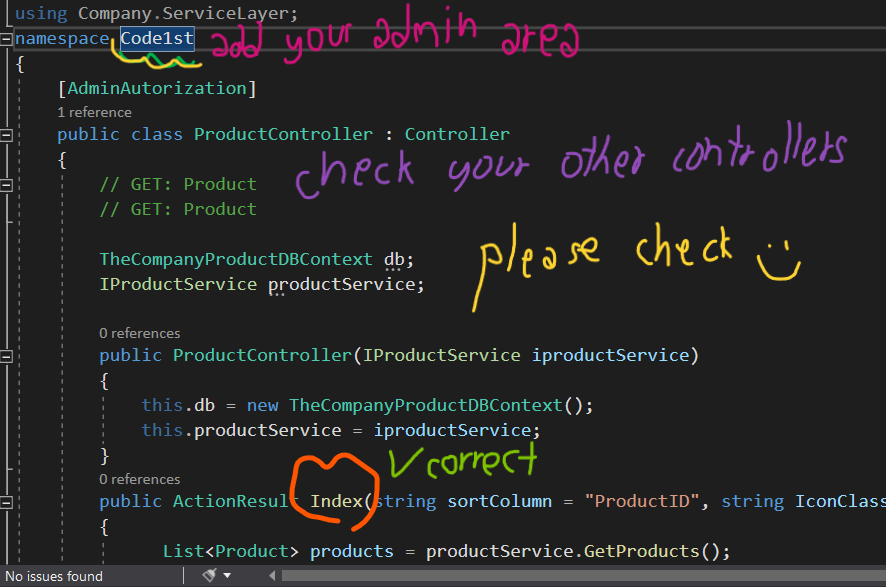 using Company.ServiceLayer;
namespace Code1st add your admin area
{
[AdminAutorization]
1 reference
public class ProductController : Controller
{
check your other controllers
// GET: Product
// GET: Product
please check
TheCompanyProductDBContext db;
IProductService productService;
0 references
public ProductController(IProductService iproductService)
{
this.db = new TheCompanyProductDBContext();
this.productService = iproductService;
}
correct
0 references
public ActionResult Index(string sortColumn = "ProductID", string IconClass
{
List<Product> products = productService.GetProducts();
No issues found